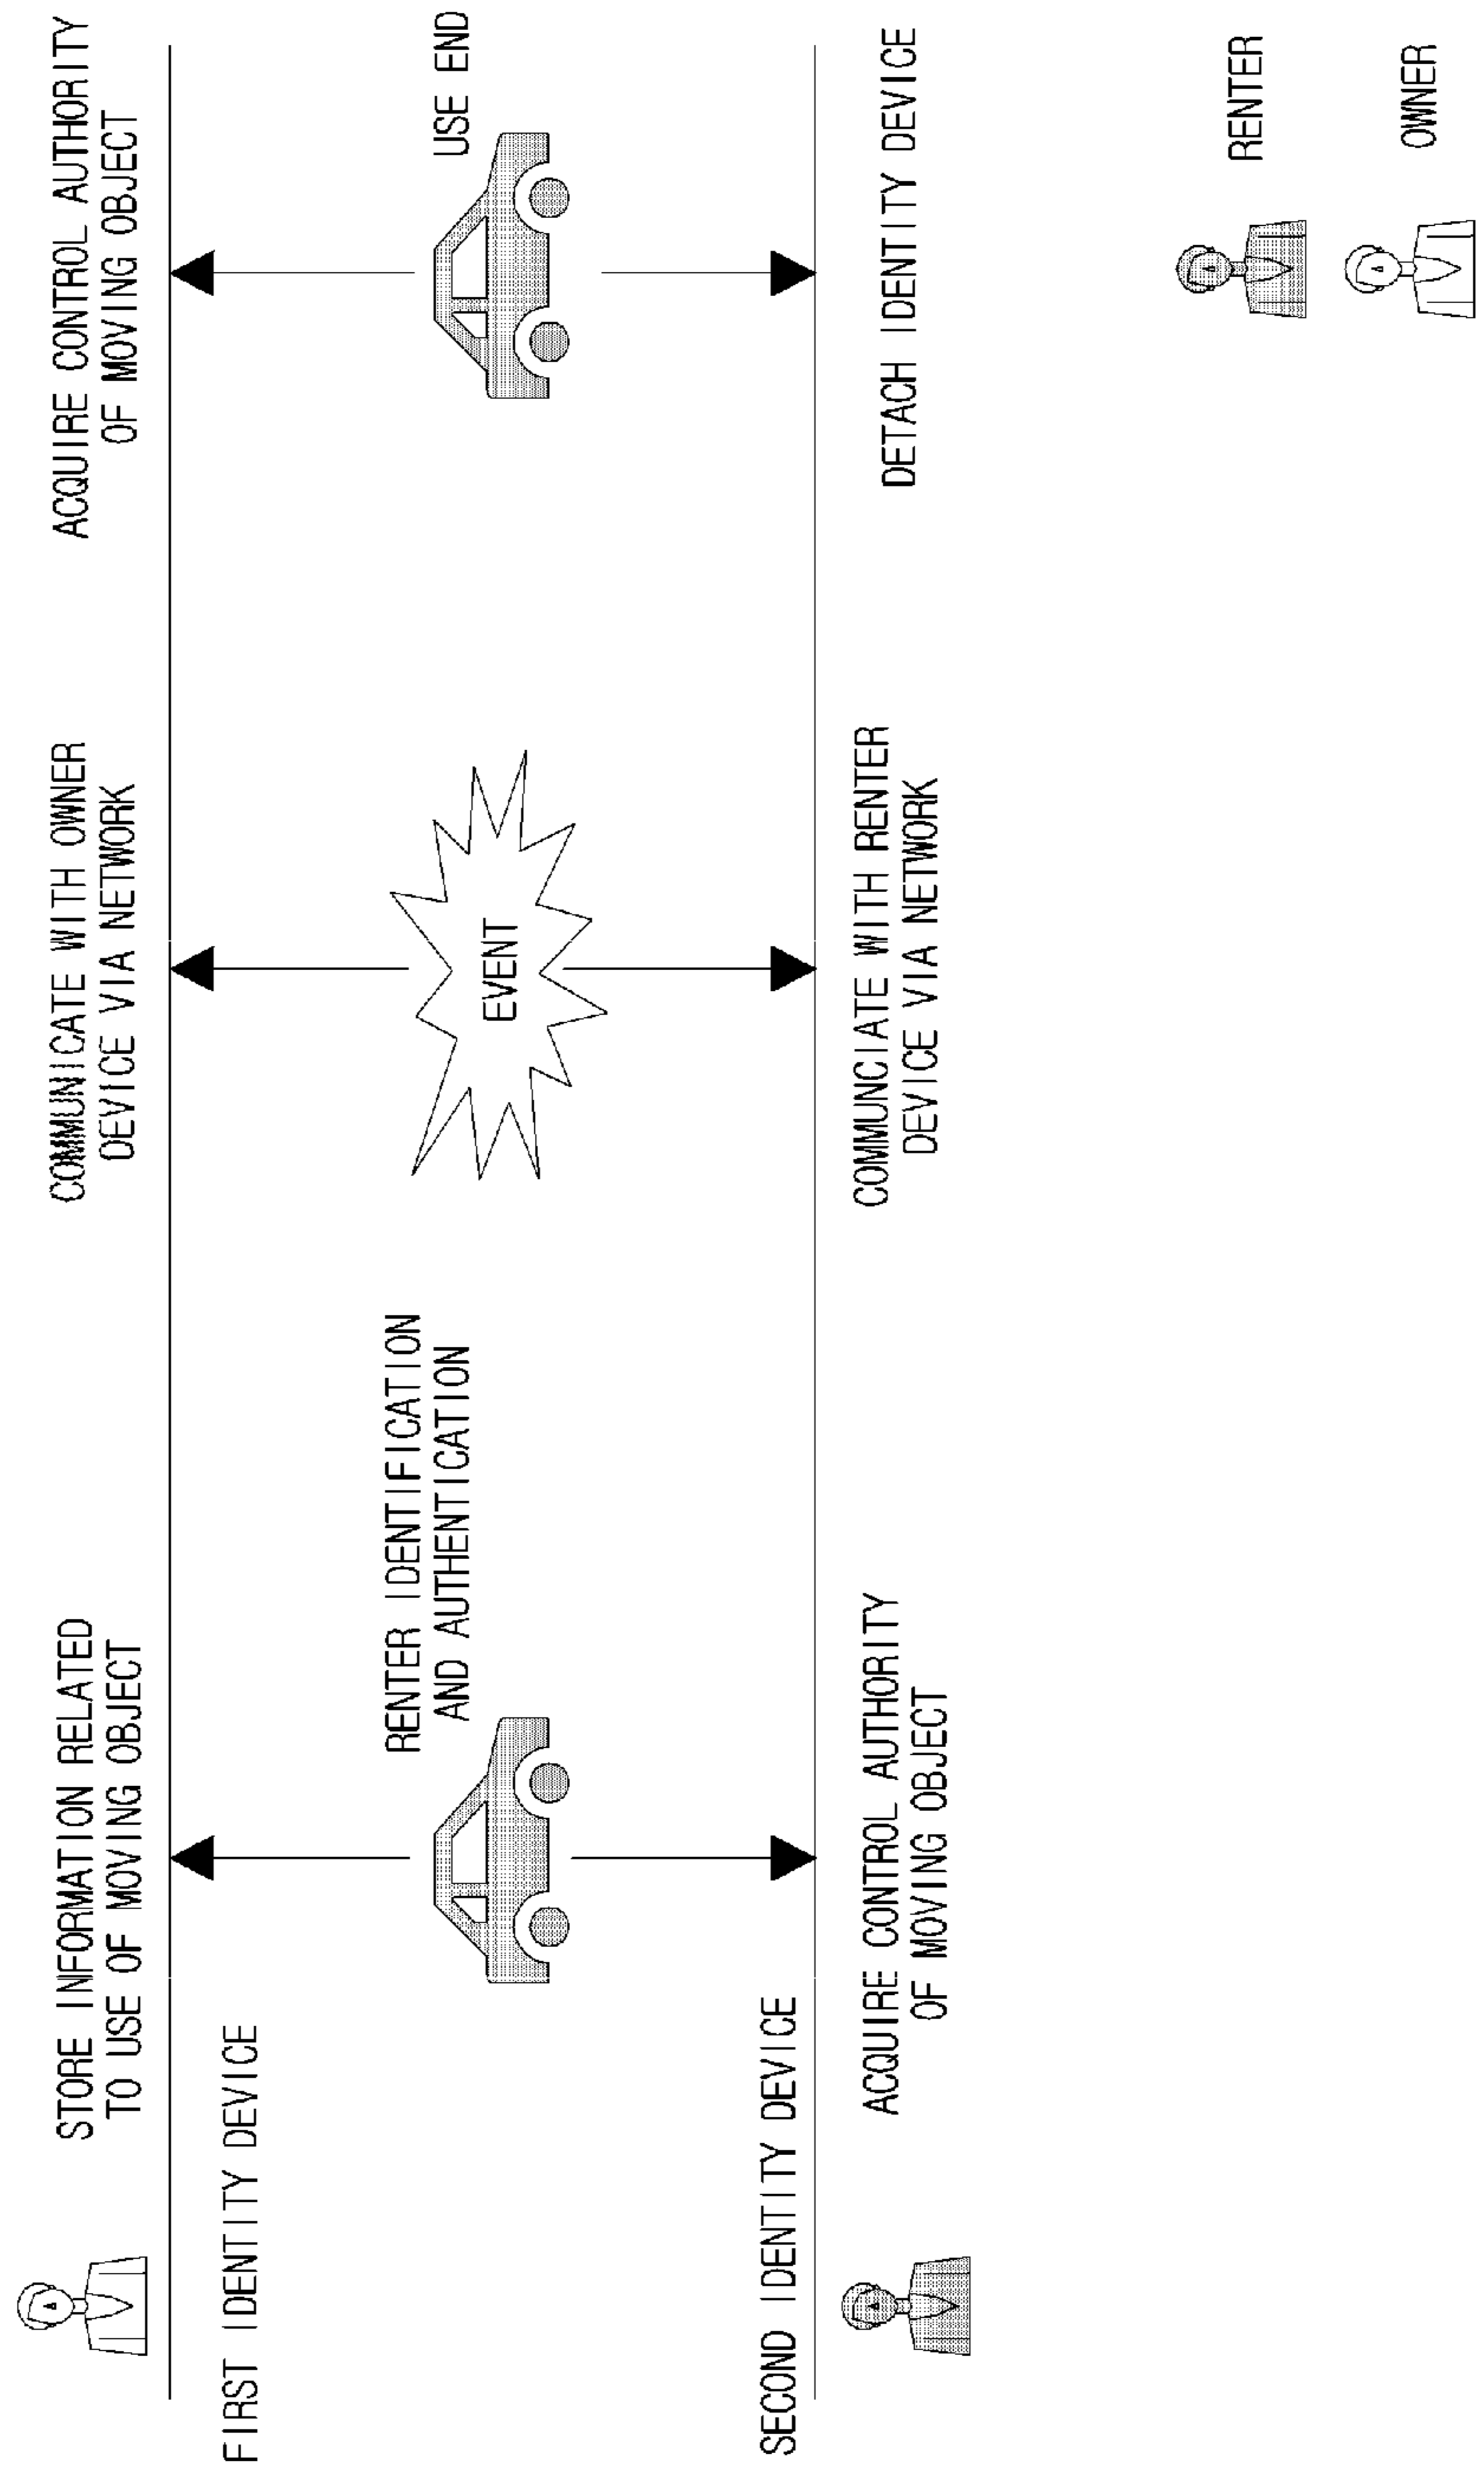 STORE INFORMATION RELATED
TO USE OF MOVING OBJECT
COMMUNICATE WITH OWNER
DEVICE VIA NETWORK
ACQUIRE CONTROL AUTHORITY
OF MOVING OBJECT
FIRST IDENTITY DEVICE
RENTER IDENTIFICATION
AND AUTHENTICATION
EVENT
USE END
SECOND IDENTITY DEVICE
ACQUIRE CONTROL AUTHORITY
OF MOVING OBJECT
COMMUNCIATE WITH RENTER
DEVICE VIA NETWORK
DETACH IDENTITY DEVICE
RENTER
OWNER